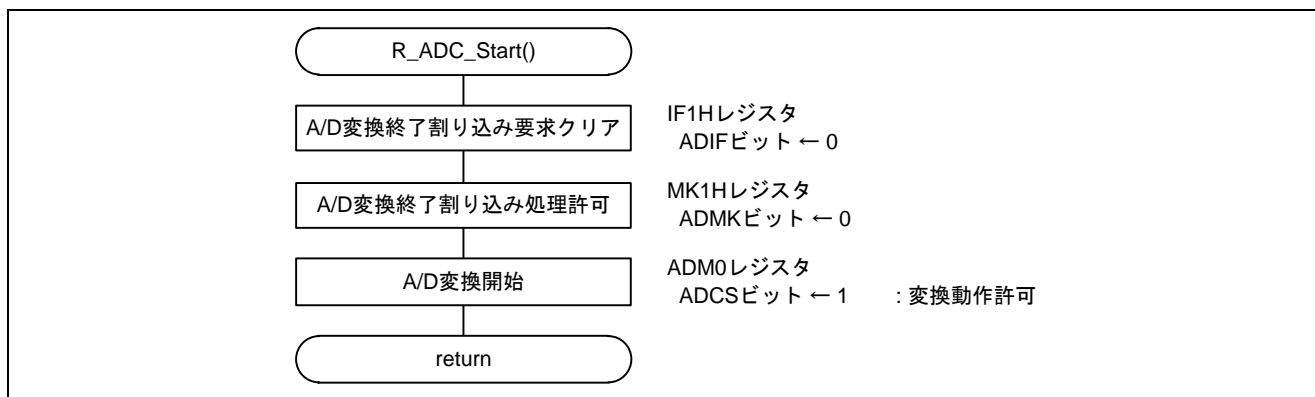 R_ADC_Start()
A/D変換終了割り込み要求クリア
IF1Hレジスタ
ADIFビット ← 0
A/D変換終了割り込み処理許可
MK1Hレジスタ
ADMKビット ← 0
A/D変換開始
ADM0レジスタ
ADCSビット ← 1 : 変換動作許可
return